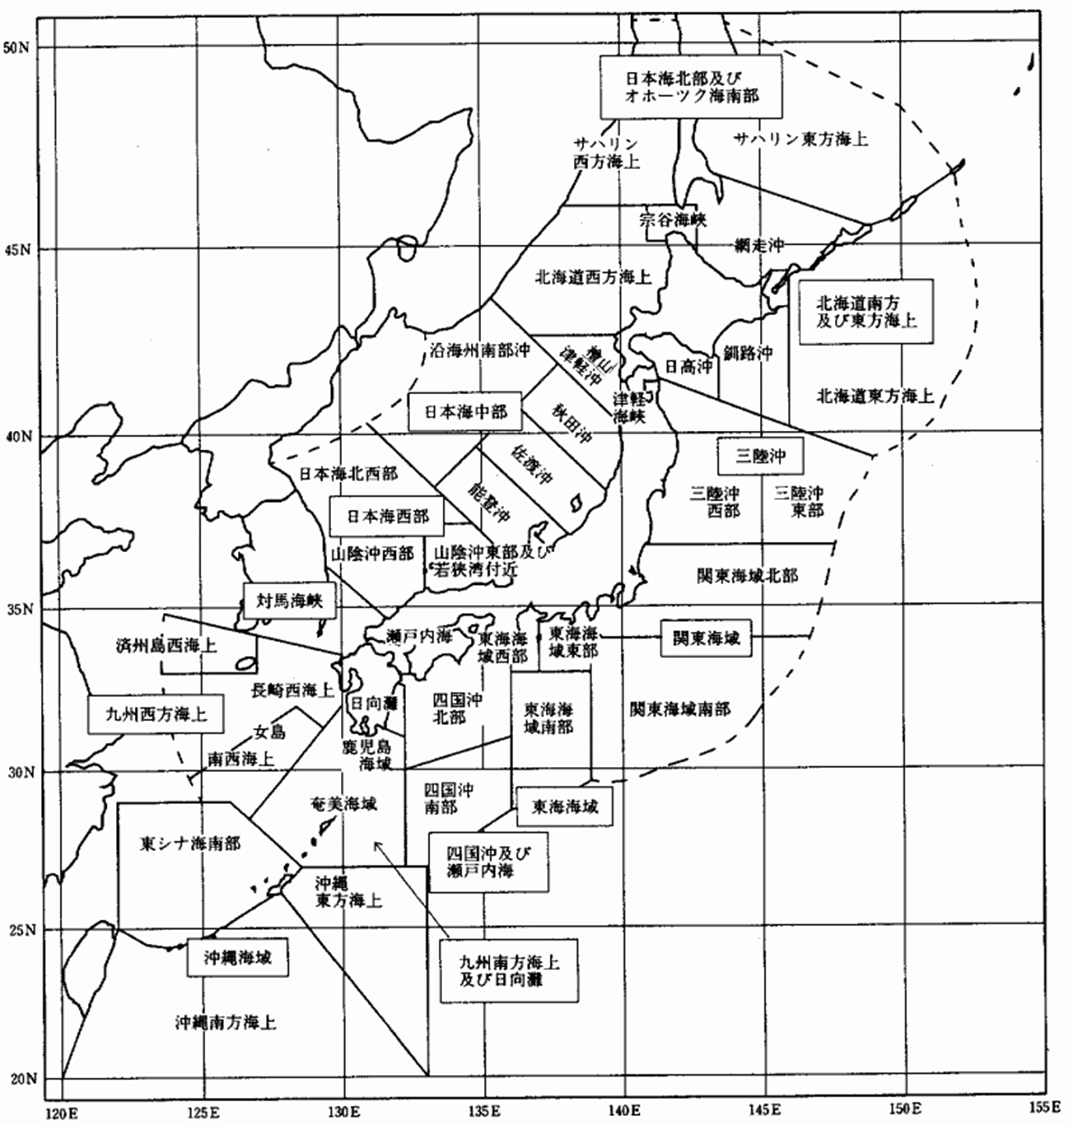 50N
日本海北部及び
オホーツク海南部
サハリン東方海上
サハリン
西方海上
宗谷海峡
網走沖
45N
北海道西方海上
北海道南方
及び東方海上
沿海州南部沖
檜山
津軽沖
日高沖
釧路沖
北海道東方海上
津軽
海峡
日本海中部
秋田沖
40N
三陸沖
佐渡沖
日本海北西部
能登沖
三陸沖
西部
三陸沖
東部
日本海西部
山陰沖西部
山陰沖東部及び
若狭湾付近
関東海域北部
対馬海峡
35N
済州島西海上
瀬戸内海
東海海
域西部
東海海
域東部
関東海域
長崎西海上
日向灘
四国沖
北部
東海海
域南部
関東海域南部
九州西方海上
女島
南西海上
鹿児島
海域
30N
奄美海域
四国沖
南部
東海海域
東シナ海南部
四国沖及び
瀬戸内海
沖縄
東方海上
25N
沖縄海域
九州南方海上
及び日向灘
沖縄南方海上
20N
120E
125E
130E
135E
140E
145E
150E
155E